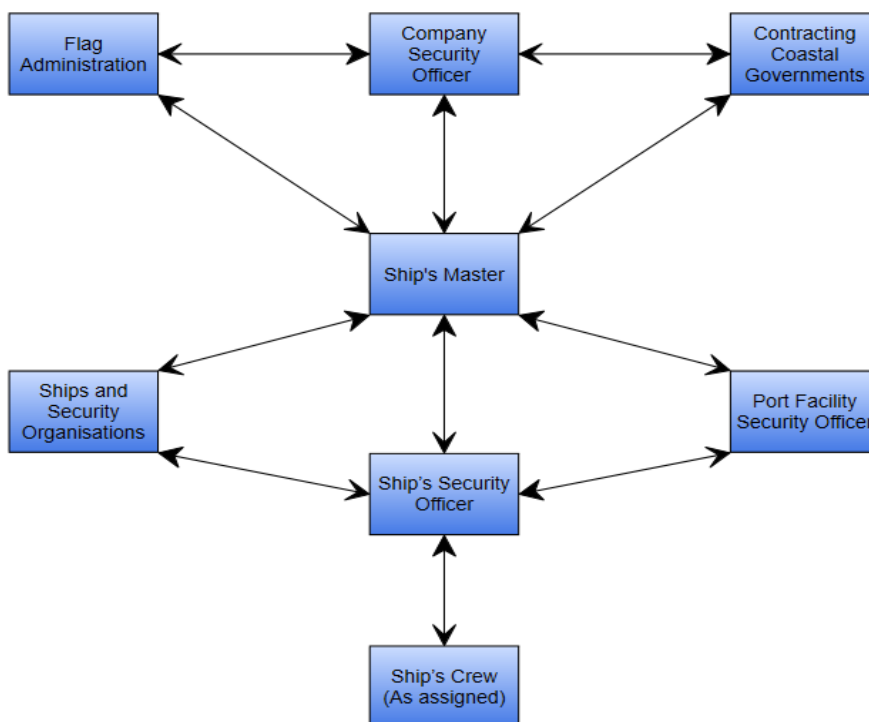 Flag
Administration
Company
Security
Officer
Contracting
Coastal
Governments
Ship's Master
Ships and
Security
Organisations
Port Facility
Security Officer
Ship’s Security
Officer
Ship’s Crew
(As assigned)